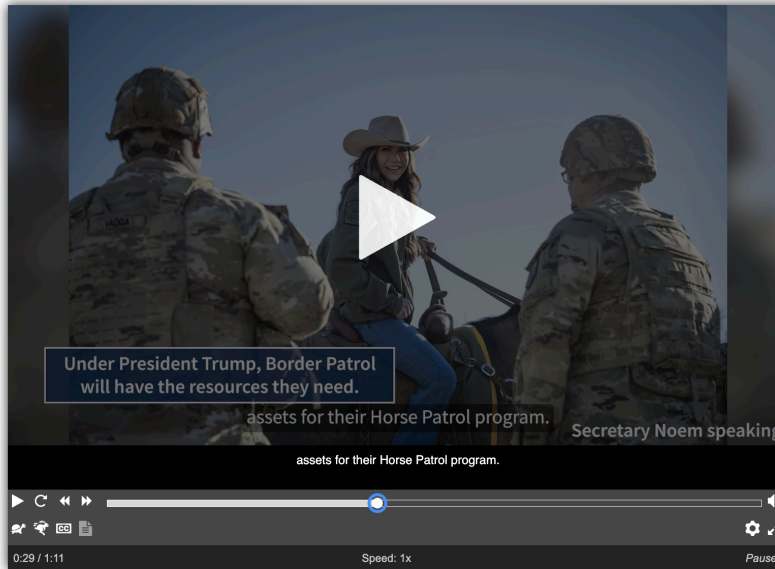 Under President Trump, Border Patrol
will have the resources they need.
assets for their Horse Patrol program.
Secretary Noem speaking
assets for their Horse Patrol program.
CC
0:29 / 1:11
Speed: 1x
Pause